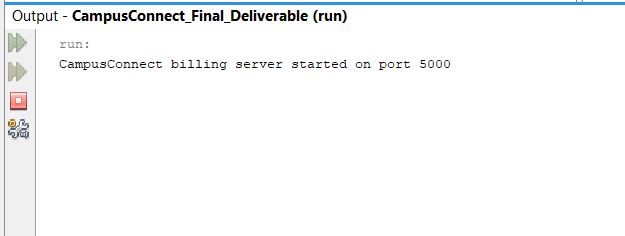 Output - CampusConnect_Final_Deliverable (run)
run:
CampusConnect billing server started on port 5000